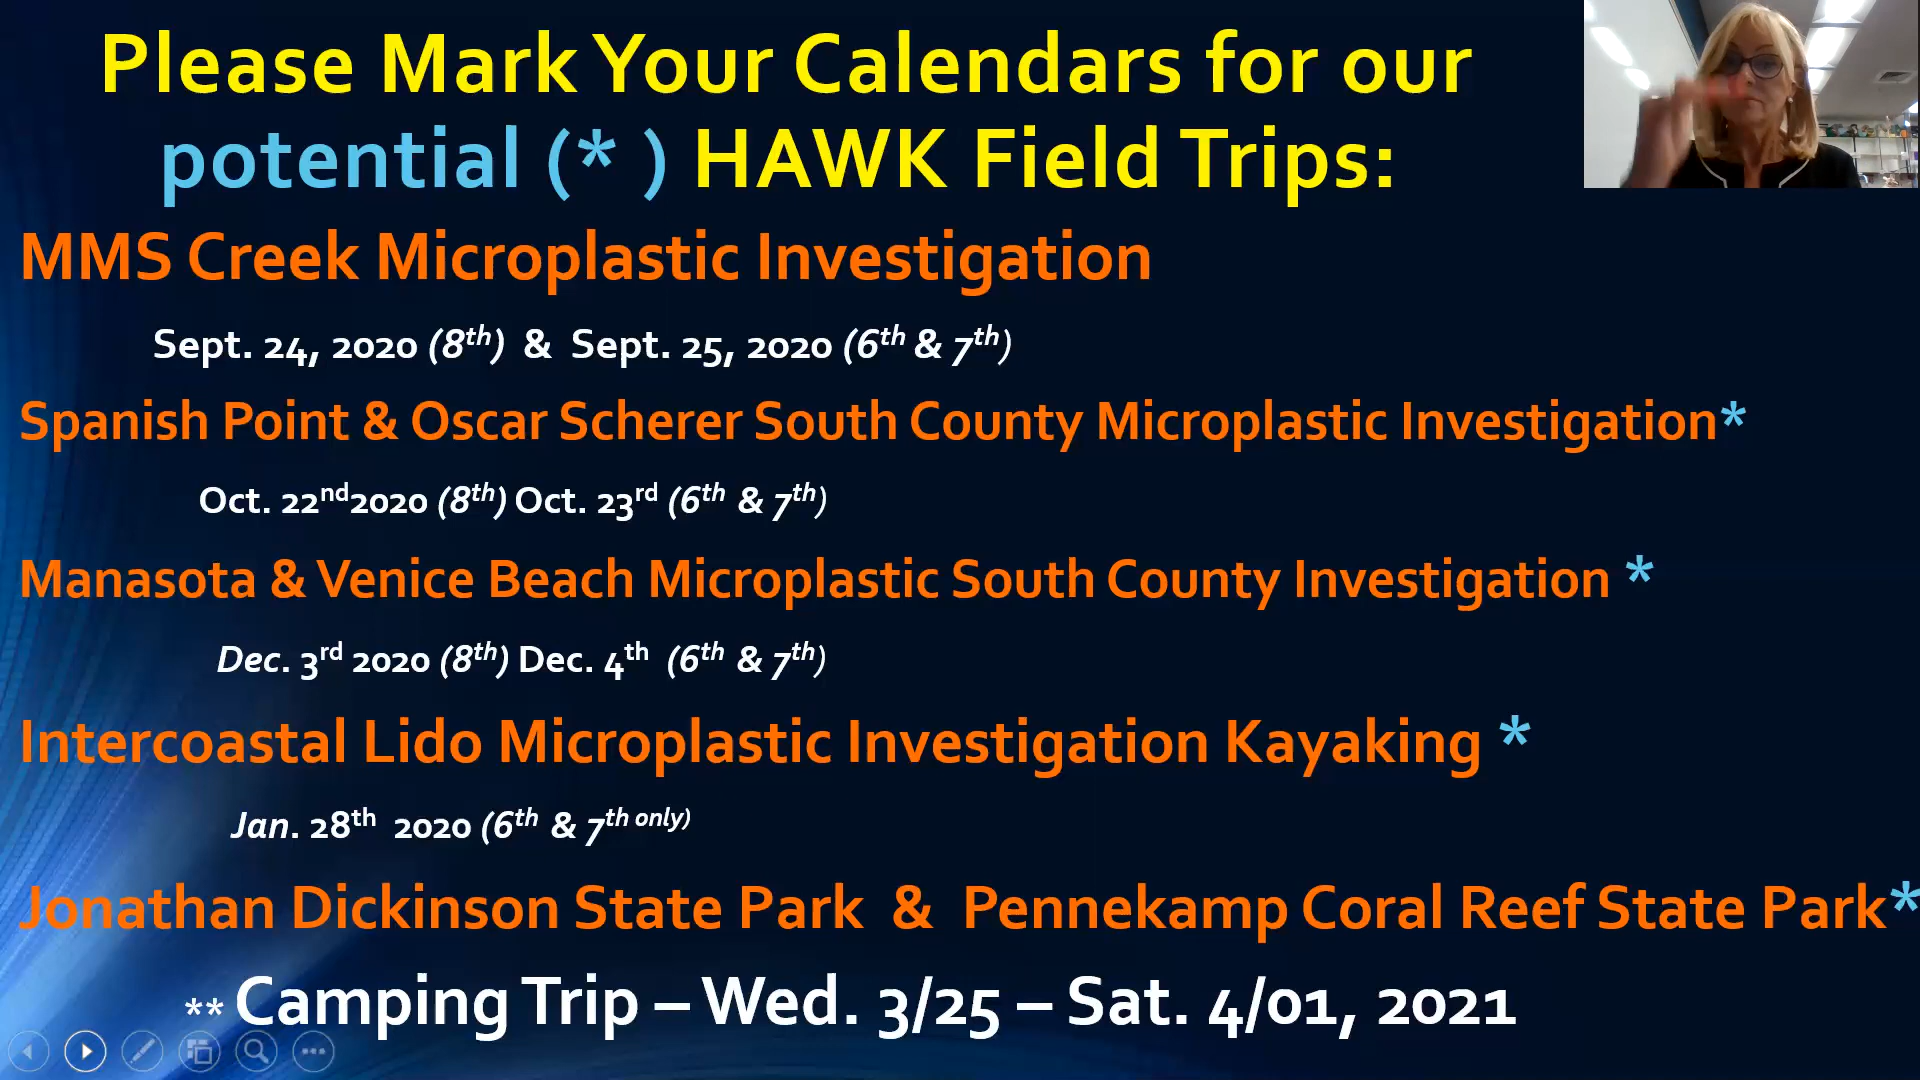 Please Mark Your Calendars for our
potential (* ) HAWK Field Trips:
MMS Creek Microplastic Investigation
Sept. 24, 2020 (8th) & Sept. 25, 2020 (6th & 7th)
Spanish Point & Oscar Scherer South County Microplastic Investigation*
Oct. 22nd2020 (8th) Oct. 23rd (6th & 7th)
Manasota & Venice Beach Microplastic South County Investigation *
Dec. 3rd 2020 (8th) Dec. 4th (6th & 7th)
Intercoastal Lido Microplastic Investigation Kayaking *
Jan. 28th 2020 (6th & 7th only)
Jonathan Dickinson State Park & Pennekamp Coral Reef State Park*
** Camping Trip – Wed. 3/25 – Sat. 4/01, 2021